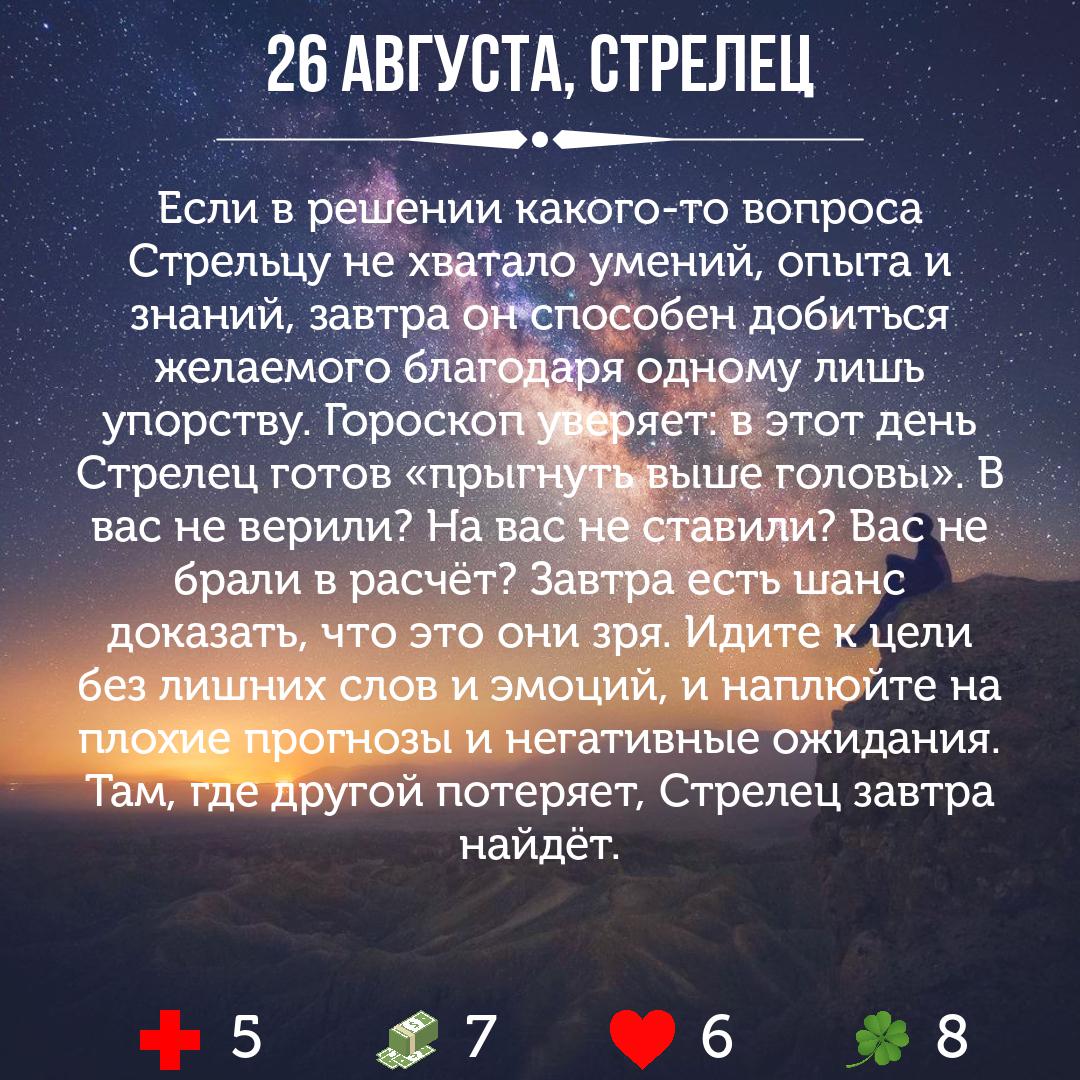 26 АВГУСТА, СТРЕЛЕЦ
Если в решении какого-то вопроса
Стрельцу не хватало умений, опыта и
знаний, завтра он способен добиться
желаемого благодаря одному лишь
упорству. Гороскоп уверяет: в этот день
Стрелец готов «прыгнуть выше головы». В
вас не верили? На вас не ставили? Вас не
брали в расчёт? Завтра есть шанс
доказать, что это они зря. Идите к цели
без лишних слов и эмоций, и наплюйте на
плохие прогнозы и негативные ожидания.
Там, где другой потеряет, Стрелец завтра
найдёт.
5 7 6 8